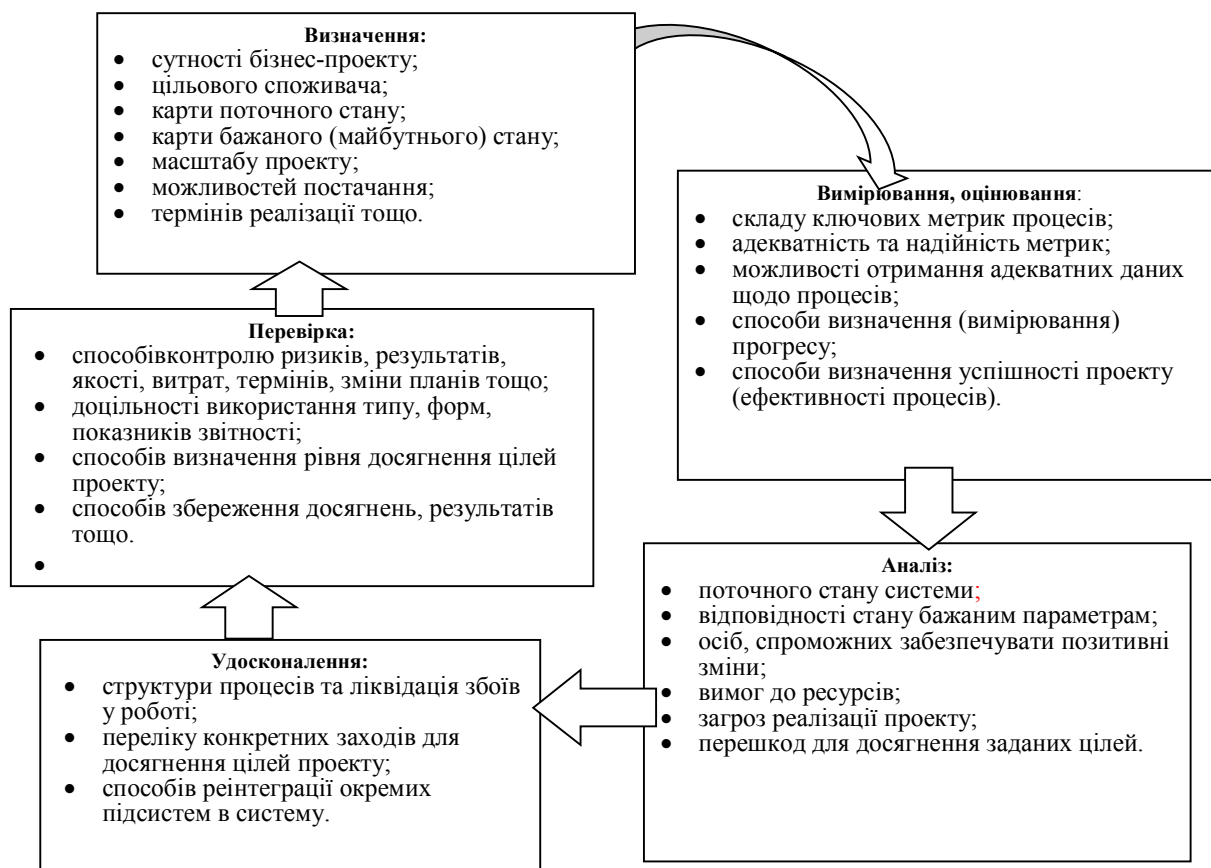 Визначення:
• сутності бізнес-проекту;
• цільового споживача;
• карти поточного стану;
• карти бажаного (майбутнього) стану;
• масштабу проекту;
• можливостей постачання;
• термінів реалізації тощо.
Вимірювання, оцінювання:
• складу ключових метрик процесів;
• адекватність та надійність метрик;
• можливості отримання адекватних даних
щодо процесів;
• способи визначення (вимірювання)
прогресу;
• способи визначення успішності проекту
(ефективності процесів).
Аналіз:
• поточного стану системи;
• відповідності стану бажаним параметрам;
• осіб, спроможних забезпечувати позитивні
зміни;
• вимог до ресурсів;
• загроз реалізації проекту;
• перешкод для досягнення заданих цілей.
Удосконалення:
• структури процесів та ліквідація збоїв
у роботі;
• переліку конкретних заходів для
досягнення цілей проекту;
• способів реінтеграції окремих
підсистем в систему.
Перевірка:
• способівконтролю ризиків, результатів,
якості, витрат, термінів, зміни планів тощо;
• доцільності використання типу, форм,
показників звітності;
• способів визначення рівня досягнення цілей
проекту;
• способів збереження досягнень, результатів
тощо.
•